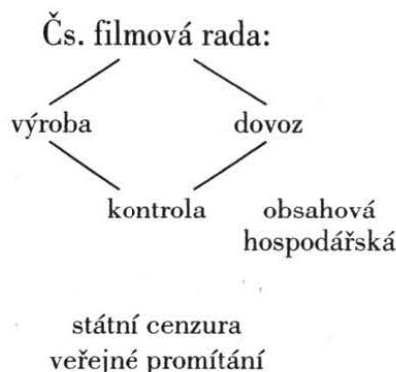 Čs. filmová rada:
výroba dovoz
kontrola obsahová
hospodářská
státní cenzura
veřejné promítání